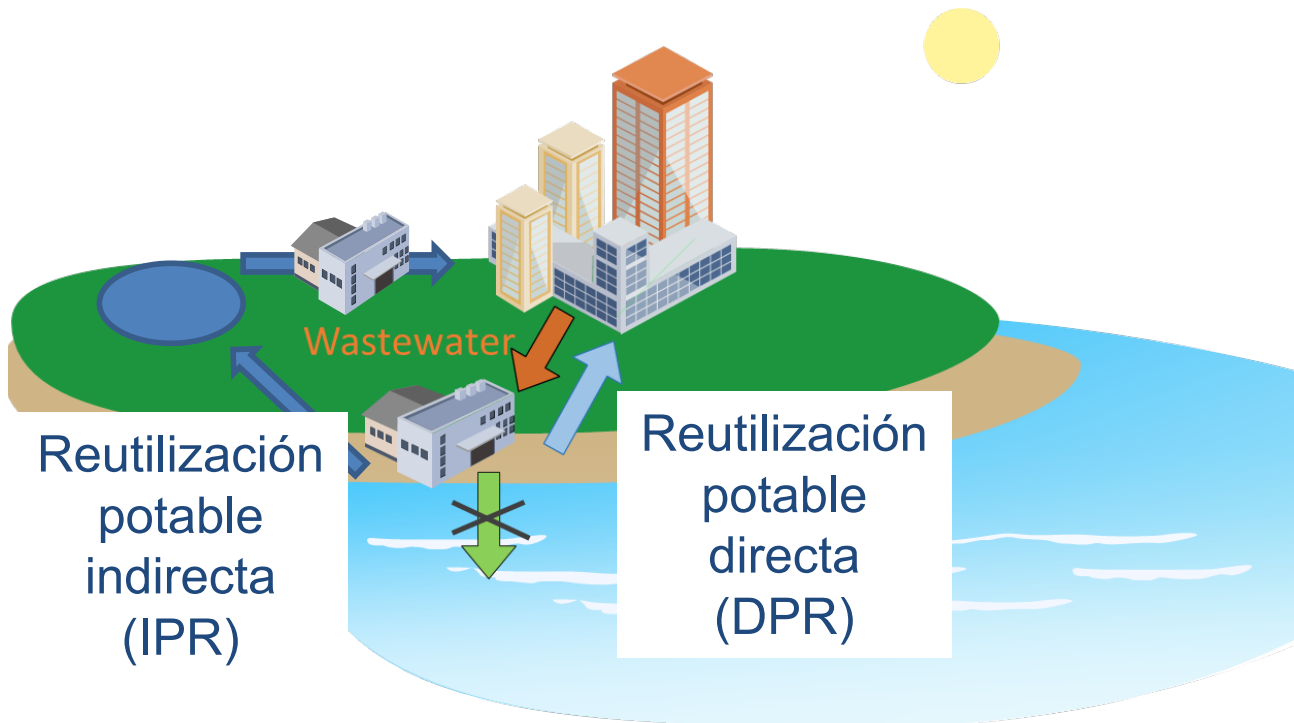 Wastewater
Reutilización
potable
indirecta
(IPR)
Reutilización
potable
directa
(DPR)